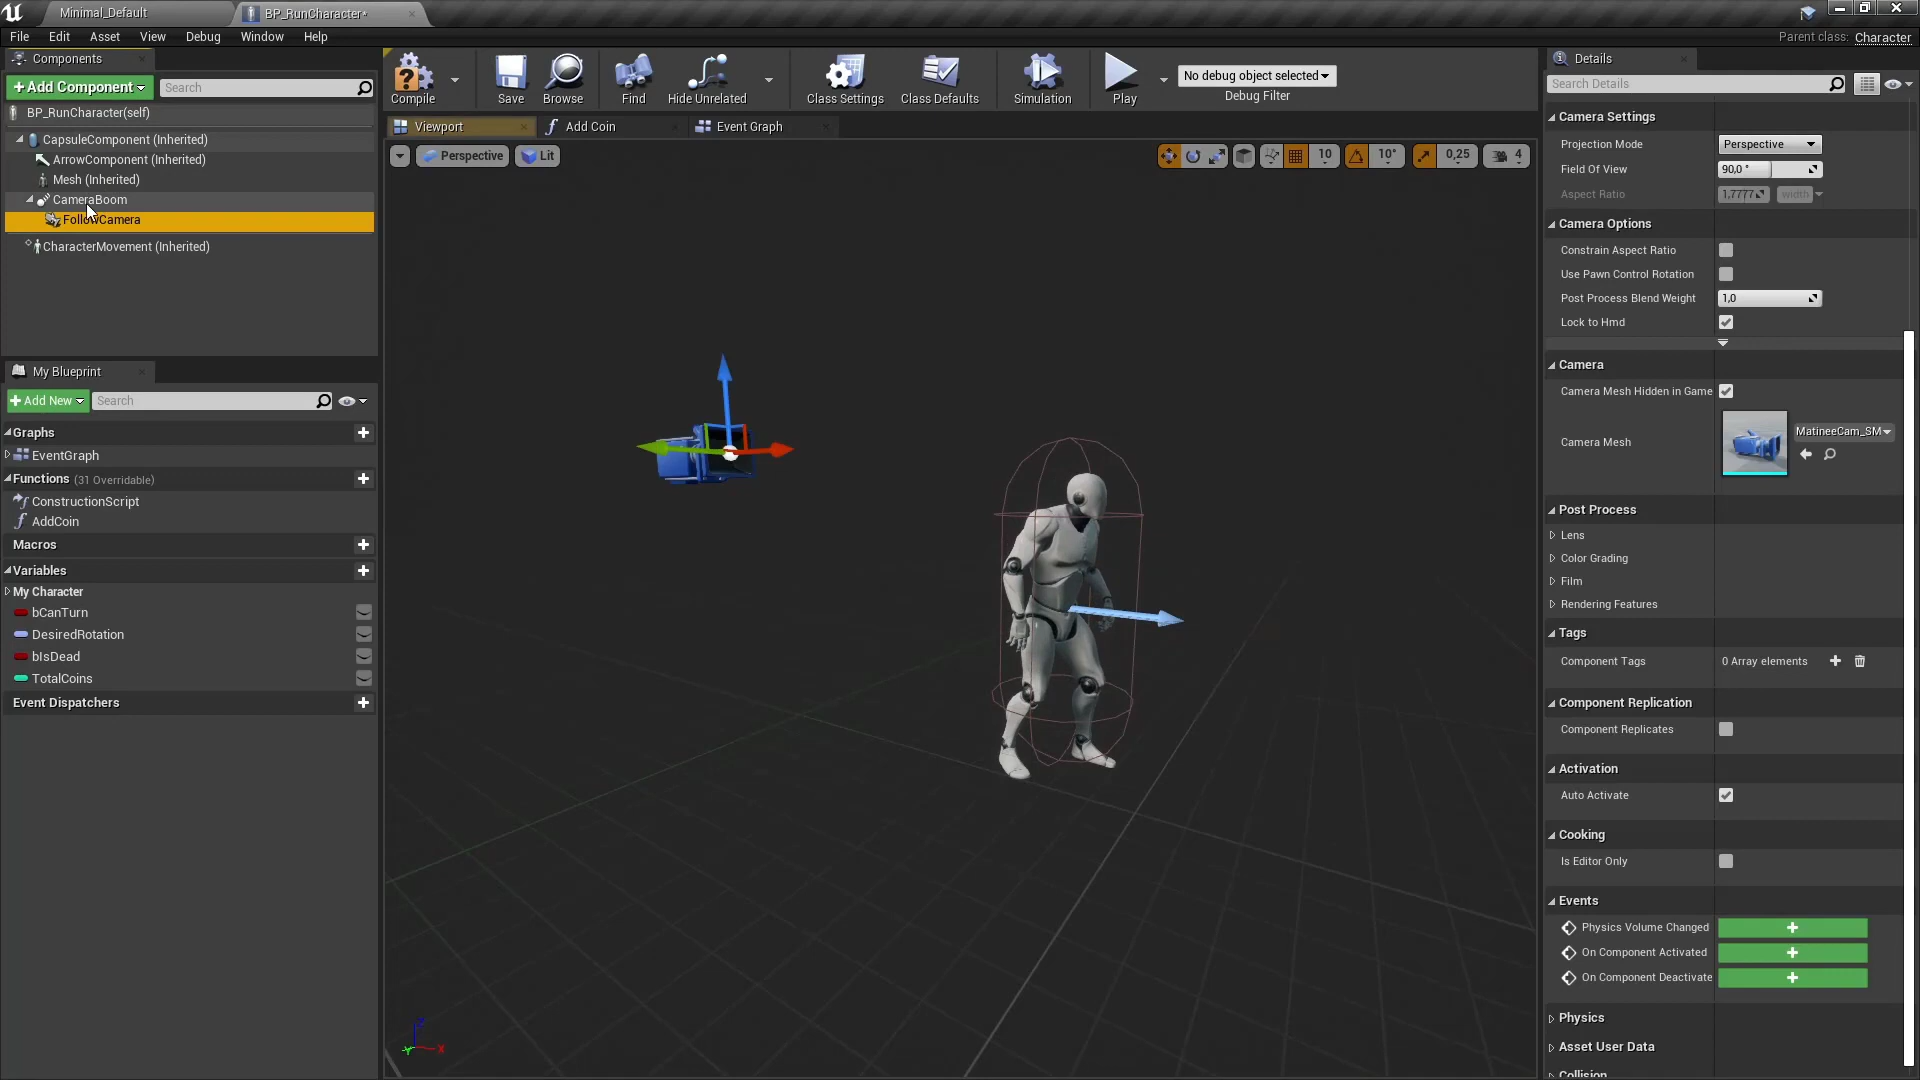 Minimal_Default
BP_RunCharacter*
File Edit Asset View Debug Window Help
Parent class: Character
Components
+Add Component
Search
BP_RunCharacter(self)
CapsuleComponent (Inherited)
ArrowComponent (Inherited)
Mesh (Inherited)
CameraBoom
FollowCamera
CharacterMovement (Inherited)
My Blueprint
+Add New
Search
Graphs
EventGraph
Functions (31 Overridable)
ConstructionScript
AddCoin
Macros
Variables
My Character
bCanTurn
DesiredRotation
bIsDead
TotalCoins
Event Dispatchers
Compile
Save
Browse
Find
Hide Unrelated
Class Settings
Class Defaults
Simulation
Play
No debug object selected
Debug Filter
Viewport
Add Coin
Event Graph
Perspective
Lit
10
10°
0,25
4
Z
X
Y
Details
Search Details
Camera Settings
Projection Mode Perspective
Field Of View 90,0 °
Aspect Ratio 1,7777 width
Camera Options
Constrain Aspect Ratio
Use Pawn Control Rotation
Post Process Blend Weight 1,0
Lock to Hmd
Camera
Camera Mesh Hidden in Game
Camera Mesh MatineeCam_SM
Post Process
Lens
Color Grading
Film
Rendering Features
Tags
Component Tags 0 Array elements
Component Replication
Component Replicates
Activation
Auto Activate
Cooking
Is Editor Only
Events
Physics Volume Changed
On Component Activated
On Component Deactivate
Physics
Asset User Data
Collision